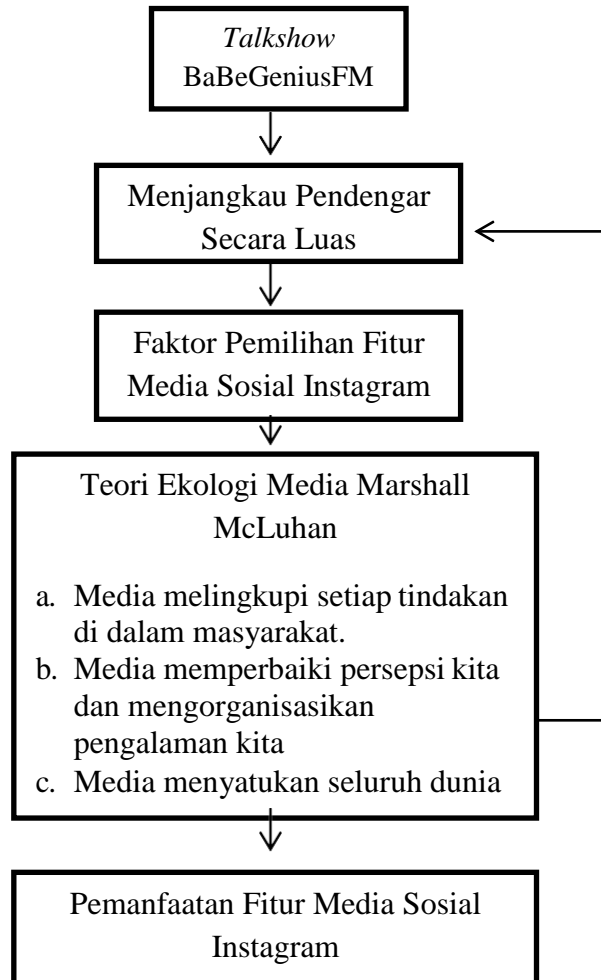 Talkshow
BaBeGeniusFM
Menjangkau Pendengar
Secara Luas
Faktor Pemilihan Fitur
Media Sosial Instagram
Teori Ekologi Media Marshall
McLuhan
a. Media melingkupi setiap tindakan
di dalam masyarakat.
b. Media memperbaiki persepsi kita
dan mengorganisasikan
pengalaman kita
c. Media menyatukan seluruh dunia
Pemanfaatan Fitur Media Sosial
Instagram